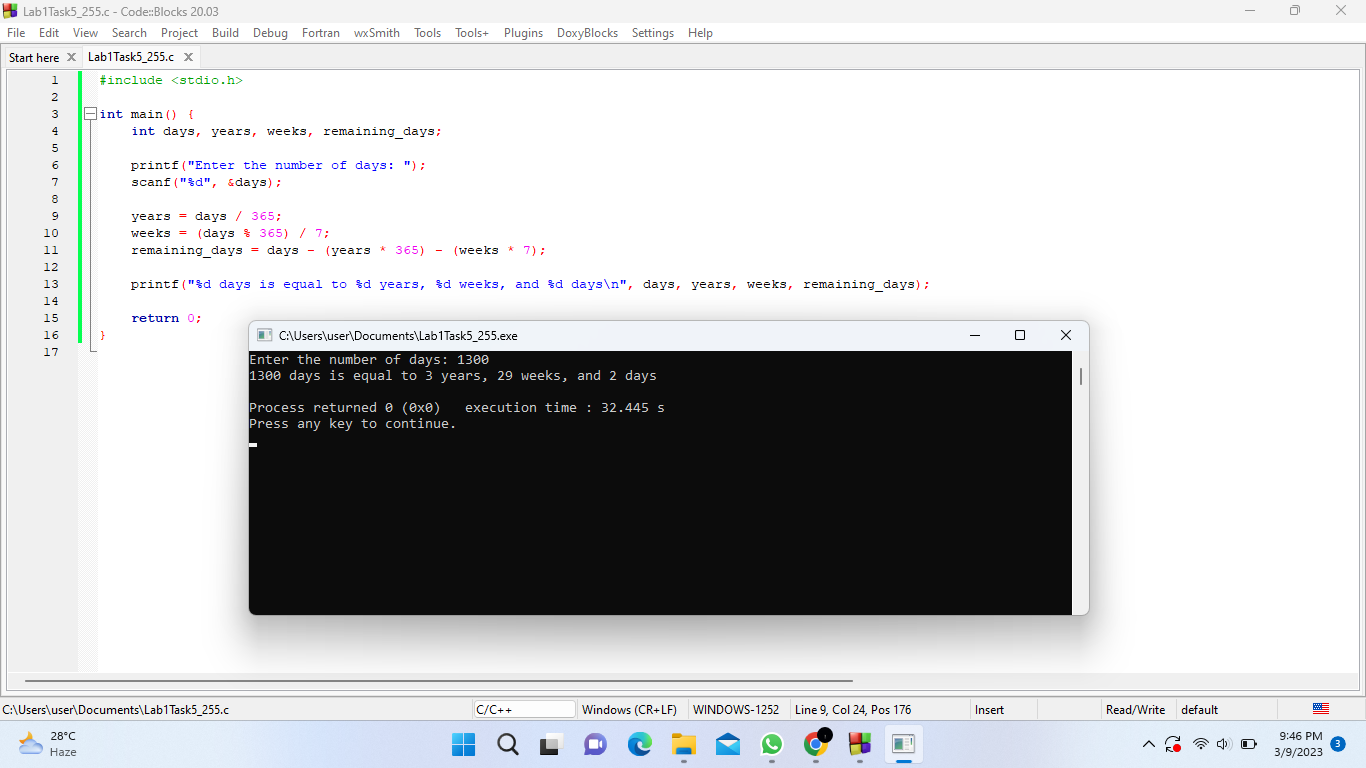 Lab1Task5_255.c - Code::Blocks 20.03
File Edit View Search Project Build Debug Fortran wxSmith Tools Tools+ Plugins DoxyBlocks Settings Help
Start here Lab1Task5_255.c
1 #include <stdio.h>
2
3 int main() {
4 int days, years, weeks, remaining_days;
5
6 printf("Enter the number of days: ");
7 scanf("%d", &days);
8
9 years = days / 365;
10 weeks = (days % 365) / 7;
11 remaining_days = days - (years * 365) - (weeks * 7);
12
13 printf("%d days is equal to %d years, %d weeks, and %d days\n", days, years, weeks, remaining_days);
14
15 return 0;
16 }
17
C:\Users\user\Documents\Lab1Task5_255.exe
Enter the number of days: 1300
1300 days is equal to 3 years, 29 weeks, and 2 days
Process returned 0 (0x0) execution time : 32.445 s
Press any key to continue.
C:\Users\user\Documents\Lab1Task5_255.c C/C++ Windows (CR+LF) WINDOWS-1252 Line 9, Col 24, Pos 176 Insert Read/Write default
28°C
Haze
9:46 PM
3/9/2023 3